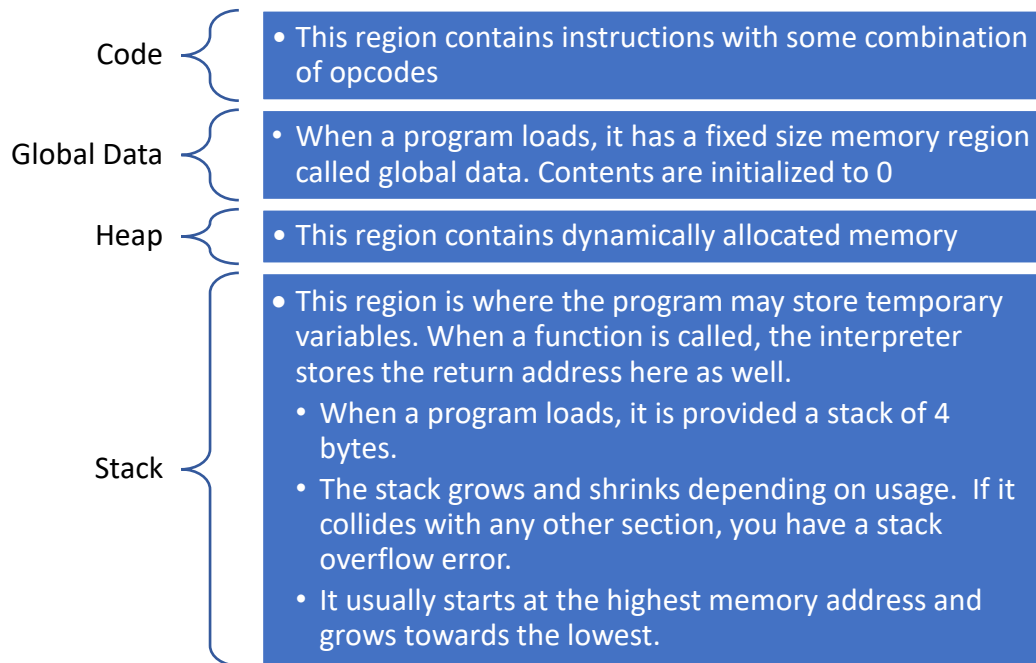 Code
• This region contains instructions with some combination
of opcodes
Global Data
• When a program loads, it has a fixed size memory region
called global data. Contents are initialized to 0
Heap
• This region contains dynamically allocated memory
Stack
• This region is where the program may store temporary
variables. When a function is called, the interpreter
stores the return address here as well.
• When a program loads, it is provided a stack of 4
bytes.
• The stack grows and shrinks depending on usage.  If it
collides with any other section, you have a stack
overflow error.
• It usually starts at the highest memory address and
grows towards the lowest.